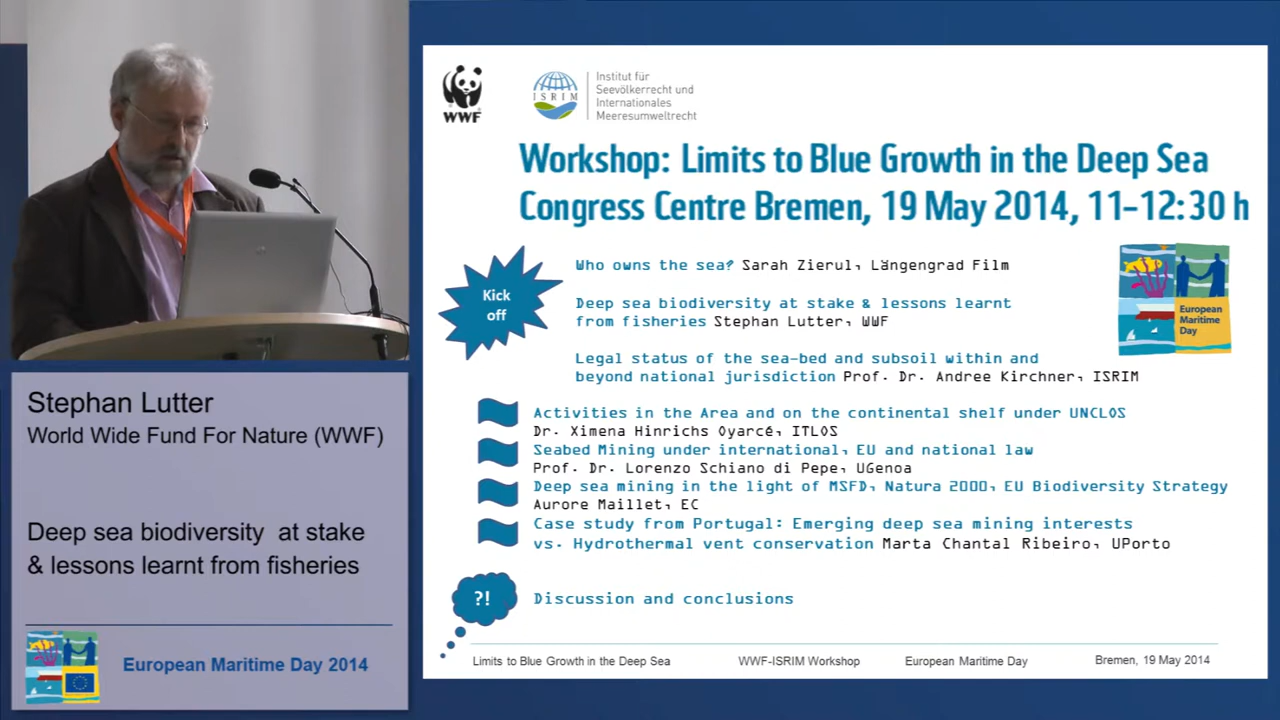 WWF
ISRIM
Institut für
Seevölkerrecht und
Internationales
Meeresumweltrecht
Workshop: Limits to Blue Growth in the Deep Sea
Congress Centre Bremen, 19 May 2014, 11–12:30 h
Kick
off
Who owns the sea? Sarah Zierul, Längengrad Film
Deep sea biodiversity at stake & lessons learnt
from fisheries Stephan Lutter, WWF
Legal status of the sea-bed and subsoil within and
beyond national jurisdiction Prof. Dr. Andree Kirchner, ISRIM
European
Maritime
Day
Activities in the Area and on the continental shelf under UNCLOS
Dr. Ximena Hinrichs Oyarcé, ITLOS
Seabed Mining under international, EU and national law
Prof. Dr. Lorenzo Schiano di Pepe, UGenoa
Deep sea mining in the light of MSFD, Natura 2000, EU Biodiversity Strategy
Aurore Maillet, EC
Case study from Portugal: Emerging deep sea mining interests
vs. Hydrothermal vent conservation Marta Chantal Ribeiro, UPorto
?!
Discussion and conclusions
Limits to Blue Growth in the Deep Sea
WWF-ISRIM Workshop
European Maritime Day
Bremen, 19 May 2014
Stephan Lutter
World Wide Fund For Nature (WWF)
Deep sea biodiversity at stake
& lessons learnt from fisheries
European Maritime Day 2014